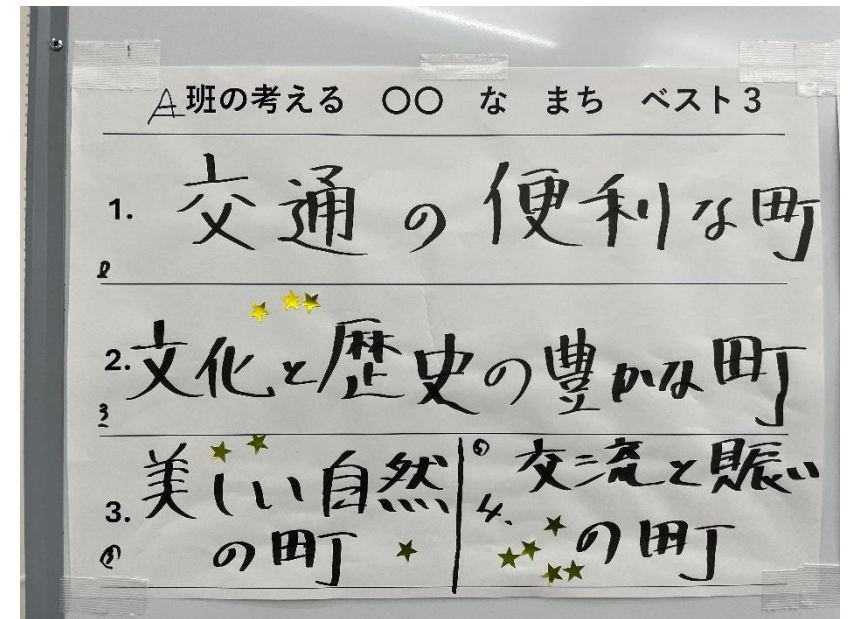 A班の考える ○○ な まち ベスト3
1. 交通の便利な町
2. 文化と歴史の豊かな町
3. 美しい自然
の町
4. 交流と賑い
の町